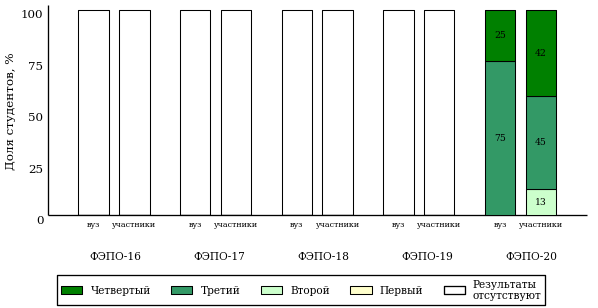 Доля студентов, %
100
75
50
25
0
25
75
42
45
13
вуз участники вуз участники вуз участники вуз участники вуз участники
ФЭПО-16 ФЭПО-17 ФЭПО-18 ФЭПО-19 ФЭПО-20
Четвертый Третий Второй Первый Результаты
отсутствуют